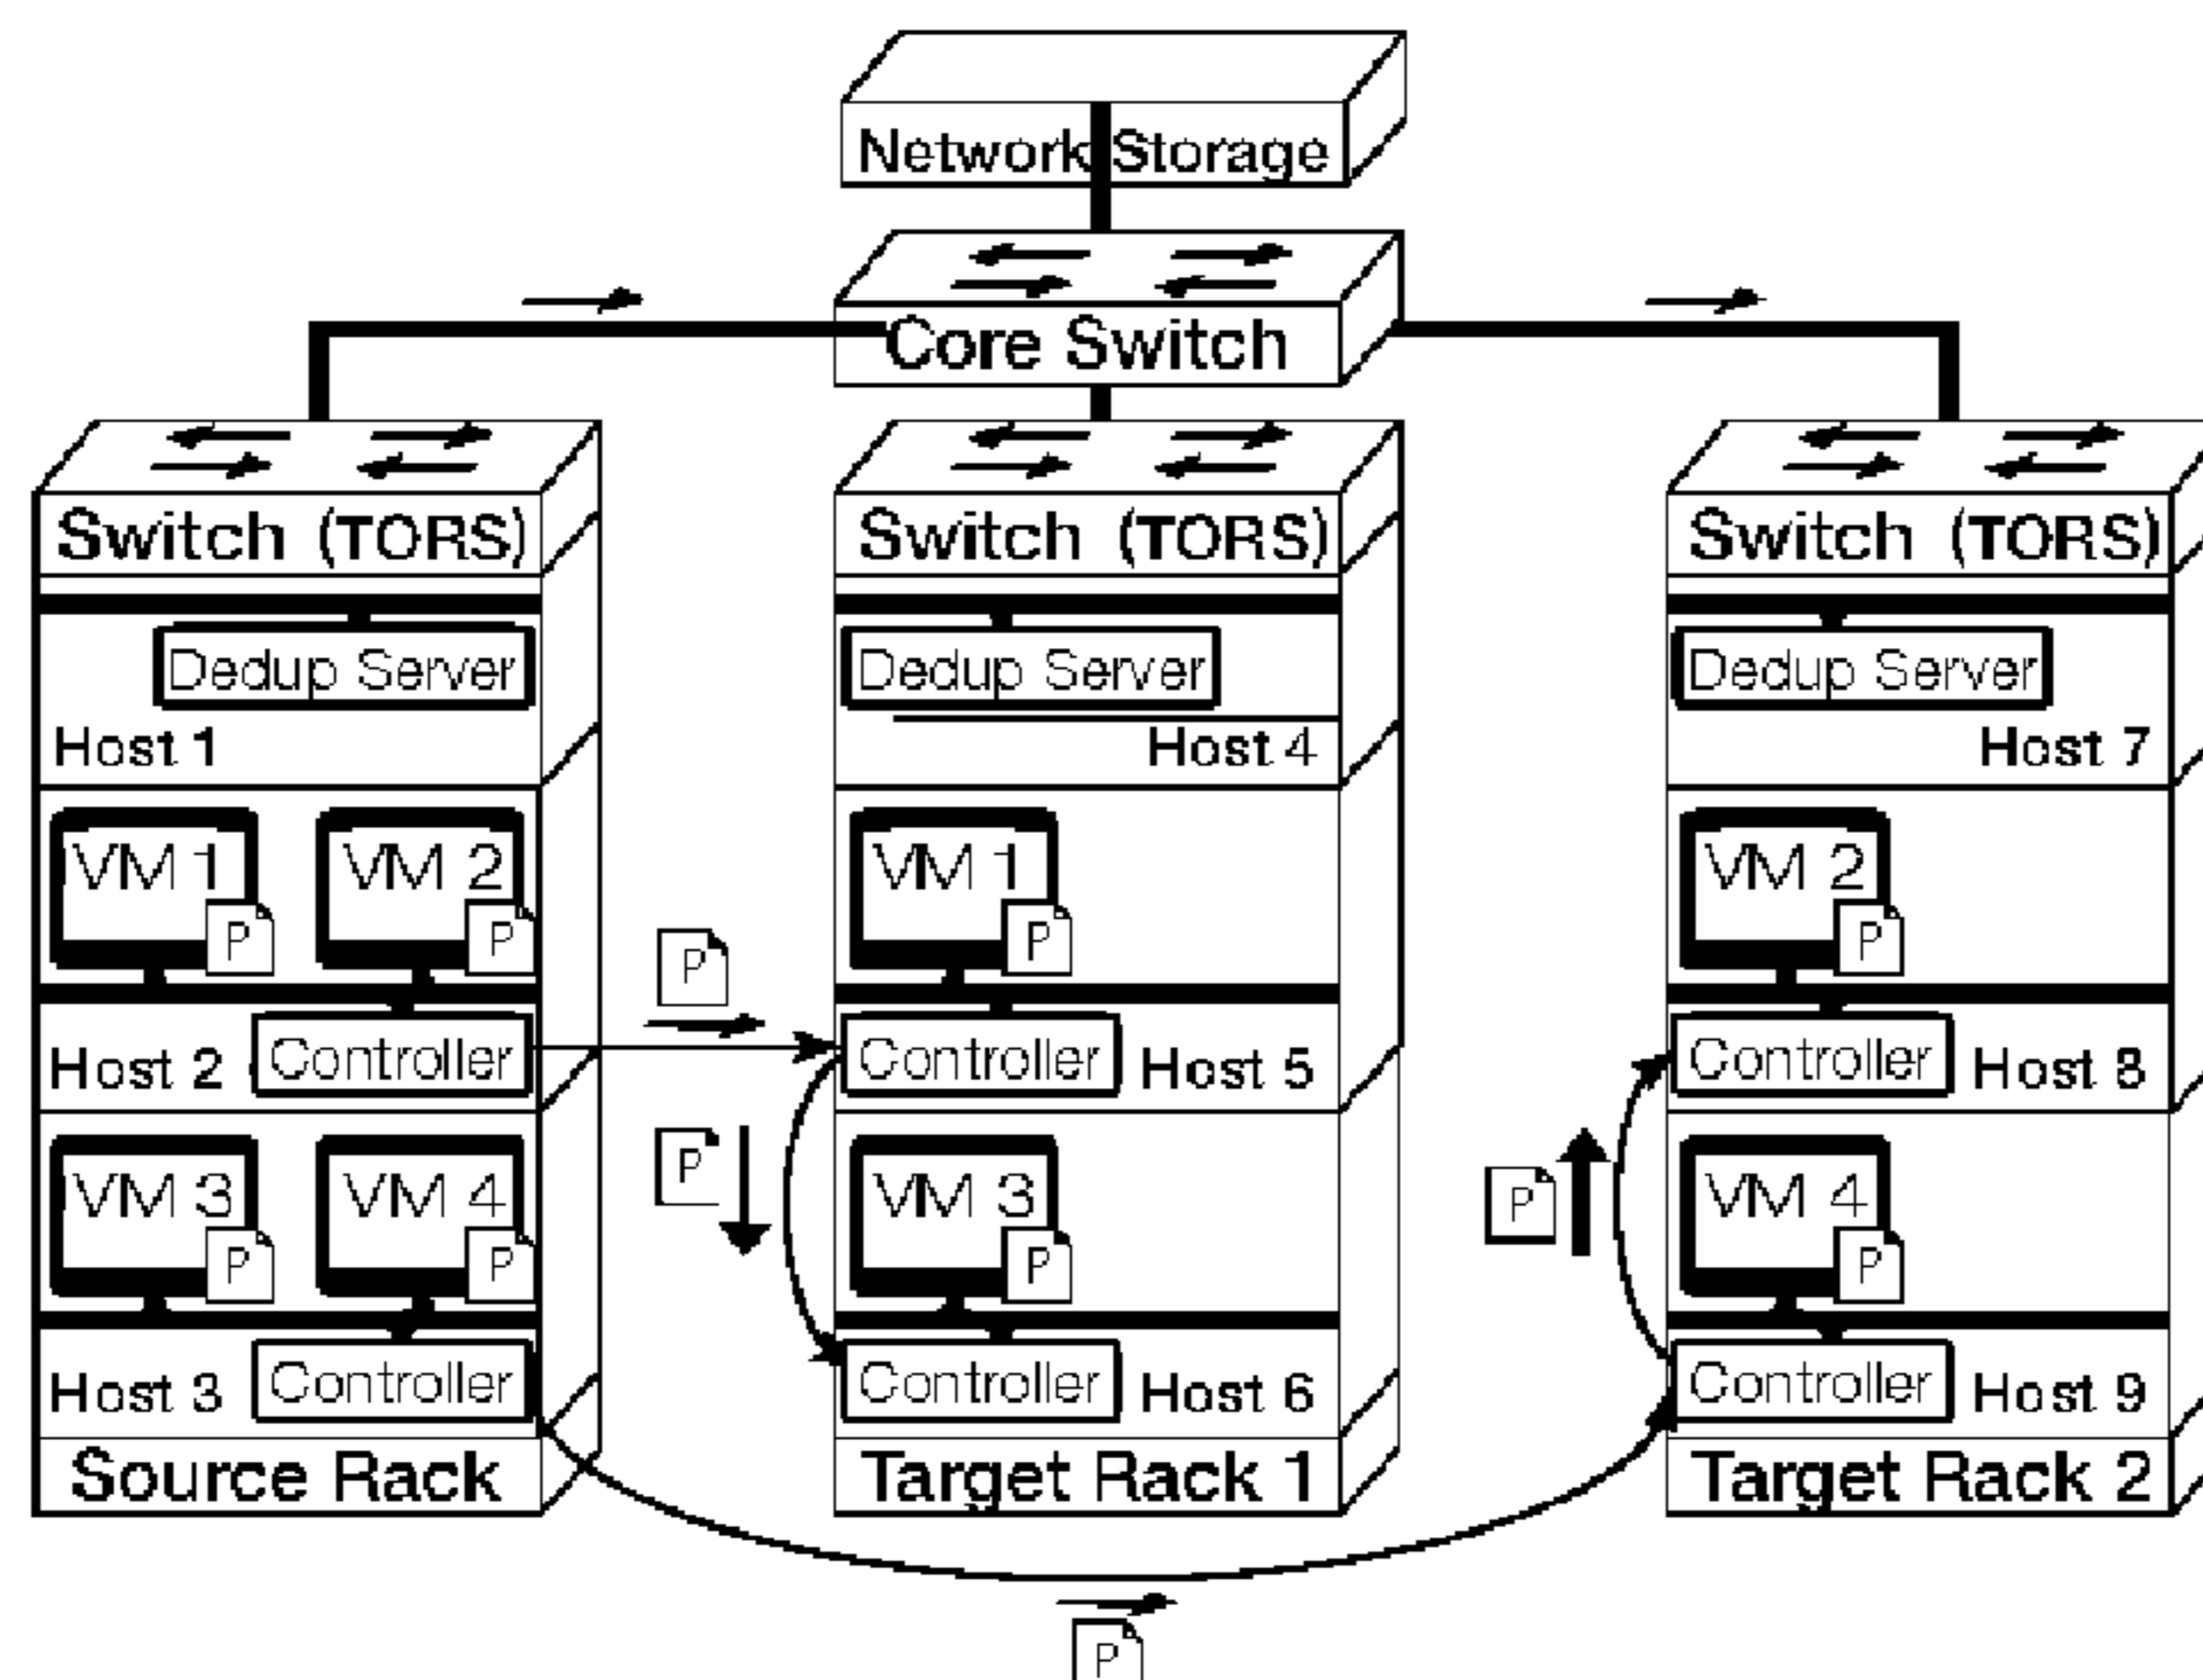 Network Storage
Core Switch
Switch (TORS)
Dedup Server
Host 1
VM 1
P
VM 2
P
Host 2
Controller
VM 3
P
VM 4
P
Host 3
Controller
Source Rack
P
P
Switch (TORS)
Dedup Server
Host 4
VM 1
P
Controller
Host 5
VM 3
P
Controller
Host 6
Target Rack 1
P
P
Switch (TORS)
Dedup Server
Host 7
VM 2
P
Controller
Host 8
VM 4
P
Controller
Host 9
Target Rack 2